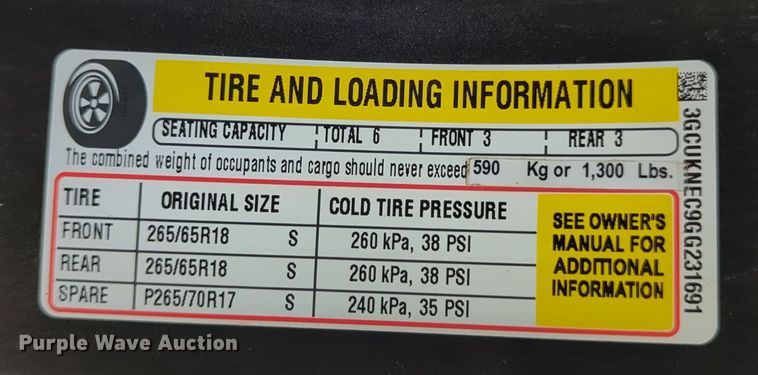 TIRE AND LOADING INFORMATION
SEATING CAPACITY TOTAL 6 FRONT 3 REAR 3
The combined weight of occupants and cargo should never exceed 590 Kg or 1,300 Lbs.
TIRE ORIGINAL SIZE COLD TIRE PRESSURE
FRONT 265/65R18 S 260 kPa, 38 PSI
REAR 265/65R18 S 260 kPa, 38 PSI
SPARE P265/70R17 S 240 kPa, 35 PSI
SEE OWNER'S
MANUAL FOR
ADDITIONAL
INFORMATION
3GCUKNEC9GG231691
Purple Wave Auction